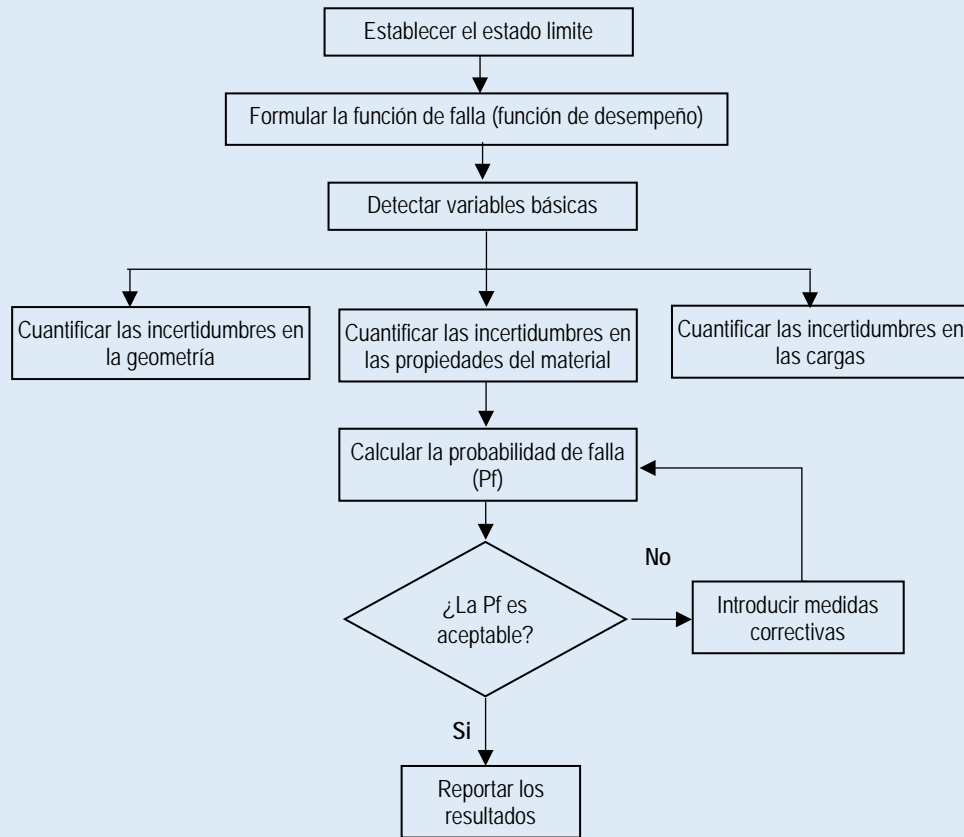 Establecer el estado limite
Formular la función de falla (función de desempeño)
Detectar variables básicas
Cuantificar las incertidumbres en
la geometría
Cuantificar las incertidumbres en
las propiedades del material
Cuantificar las incertidumbres en
las cargas
Calcular la probabilidad de falla
(Pf)
No
¿La Pf es
aceptable?
Introducir medidas
correctivas
Si
Reportar los
resultados